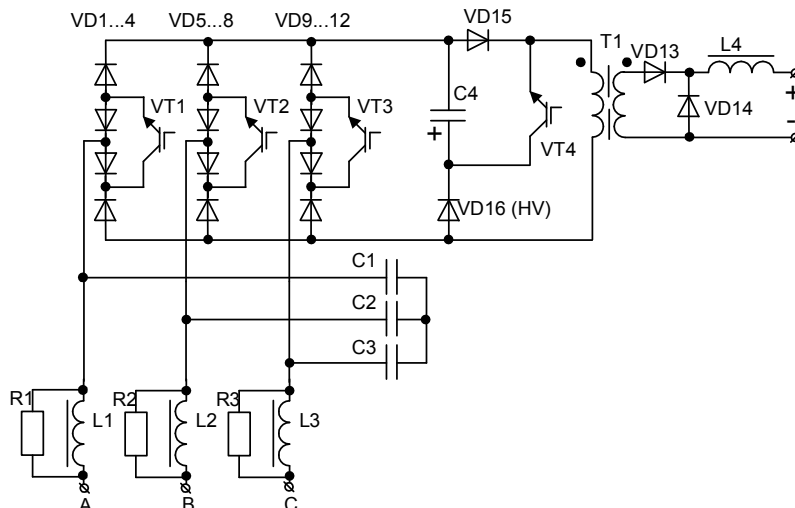 VD1...4 VD5...8 VD9...12 VD15 T1 VD13 L4
VT1 VT2 VT3 C4 + VT4 VD14 + -
VD16 (HV)
C1
C2
C3
R1 L1 R2 L2 R3 L3
A B C